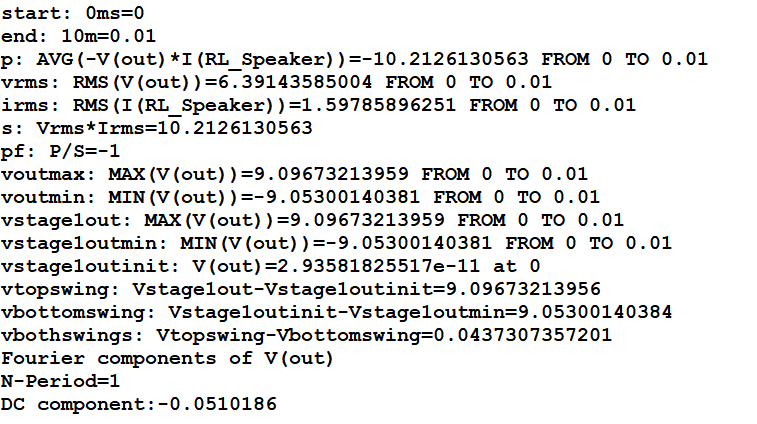 start: 0ms=0
end: 10m=0.01
p: AVG(-V(out)*I(RL_Speaker))=-10.2126130563 FROM 0 TO 0.01
vrms: RMS(V(out))=6.39143585004 FROM 0 TO 0.01
irms: RMS(I(RL_Speaker))=1.59785896251 FROM 0 TO 0.01
s: Vrms*Irms=10.2126130563
pf: P/S=-1
voutmax: MAX(V(out))=9.09673213959 FROM 0 TO 0.01
voutmin: MIN(V(out))=-9.05300140381 FROM 0 TO 0.01
vstage1out: MAX(V(out))=9.09673213959 FROM 0 TO 0.01
vstage1outmin: MIN(V(out))=-9.05300140381 FROM 0 TO 0.01
vstage1outinit: V(out)=2.93581825517e-11 at 0
vtopswing: Vstage1out-Vstage1outinit=9.09673213956
vbottomswing: Vstage1outinit-Vstage1outmin=9.05300140384
vbothswings: Vtopswing-Vbottomswing=0.0437307357201
Fourier components of V(out)
N-Period=1
DC component:-0.0510186